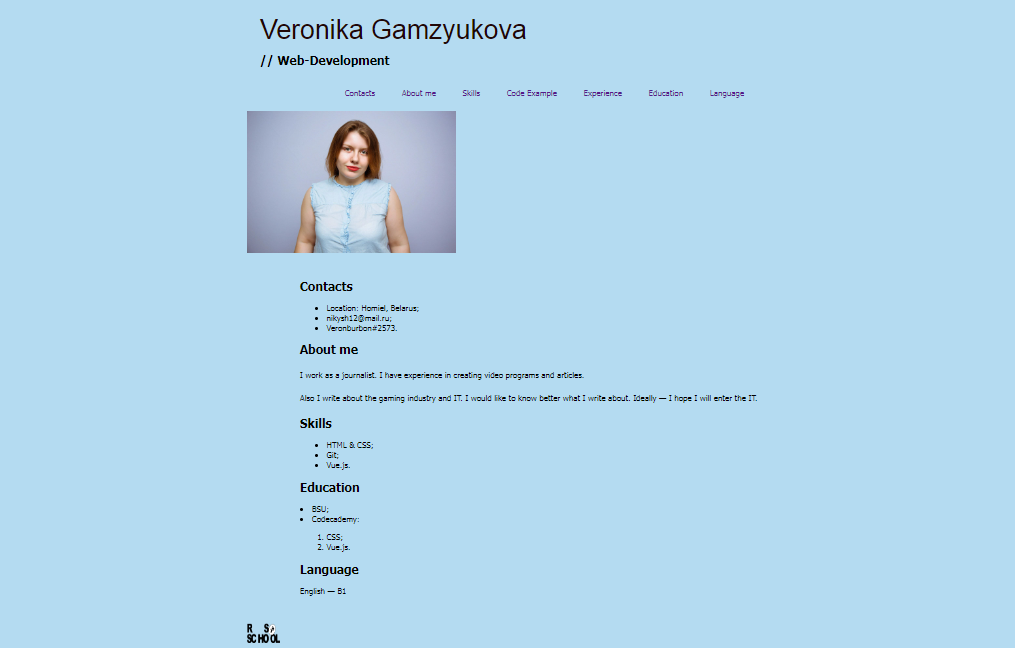 Veronika Gamzyukova
// Web-Development
Contacts About me Skills Code Example Experience Education Language
Contacts
• Location: Homiel, Belarus;
• nikysh12@mail.ru;
• Veronburbon#2573.
About me
I work as a journalist. I have experience in creating video programs and articles.
Also I write about the gaming industry and IT. I would like to know better what I write about. Ideally — I hope I will enter the IT.
Skills
• HTML & CSS;
• Git;
• Vue.js.
Education
• BSU;
• Codecademy:
1. CSS;
2. Vue.js.
Language
English — B1
RS
SCHOOL